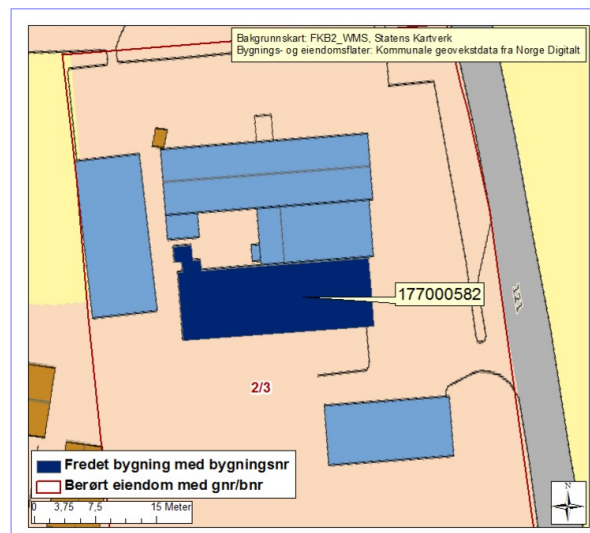 Bakgrunnskart: FKB2_WMS, Statens Kartverk
Bygnings- og eiendomsflater: Kommunale geovekstdata fra Norge Digitalt
177000582
121
2/3
Fredet bygning med bygningsnr
Berørt eiendom med gnr/bnr
0 3,75 7,5 15 Meter
N